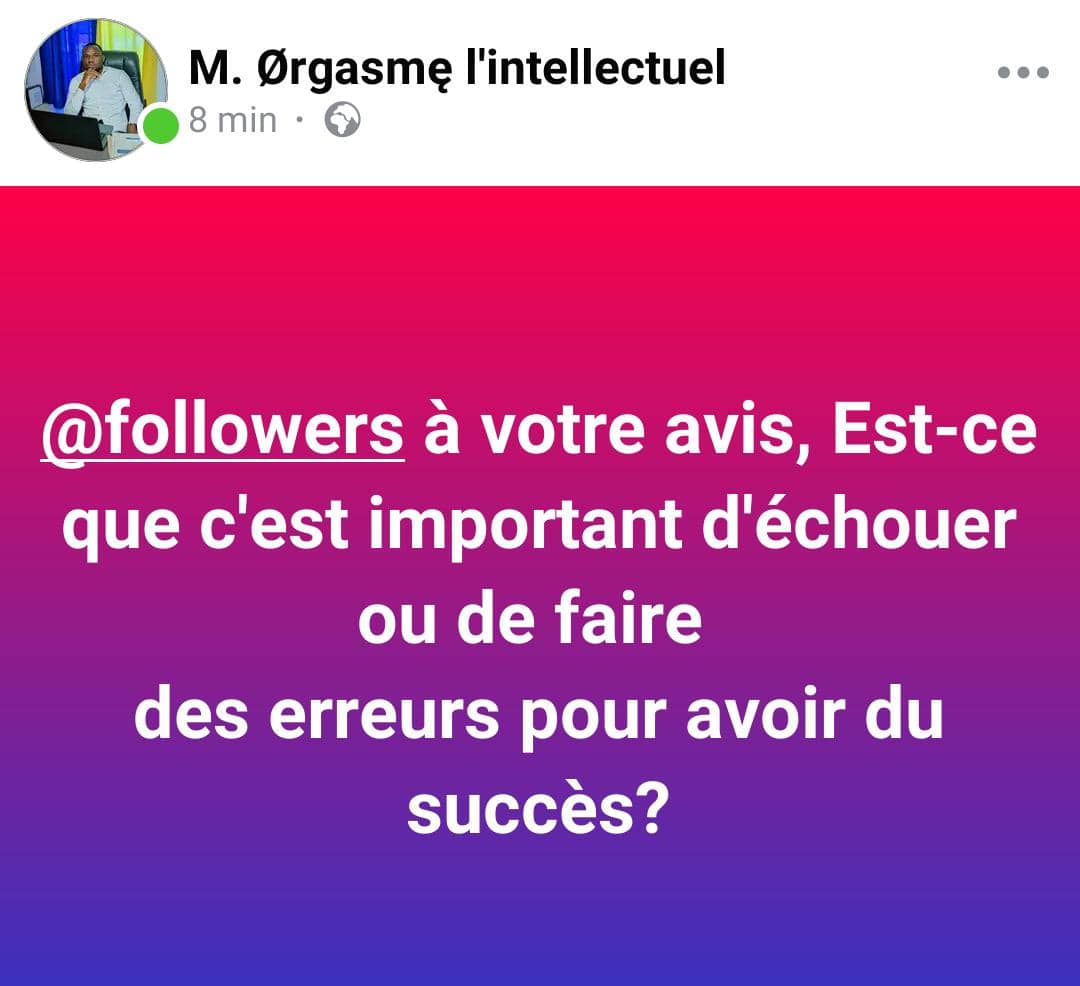 M. Ørgasmę l'intellectuel
8 min ·
@followers à votre avis, Est-ce
que c'est important d'échouer
ou de faire
des erreurs pour avoir du
succès?